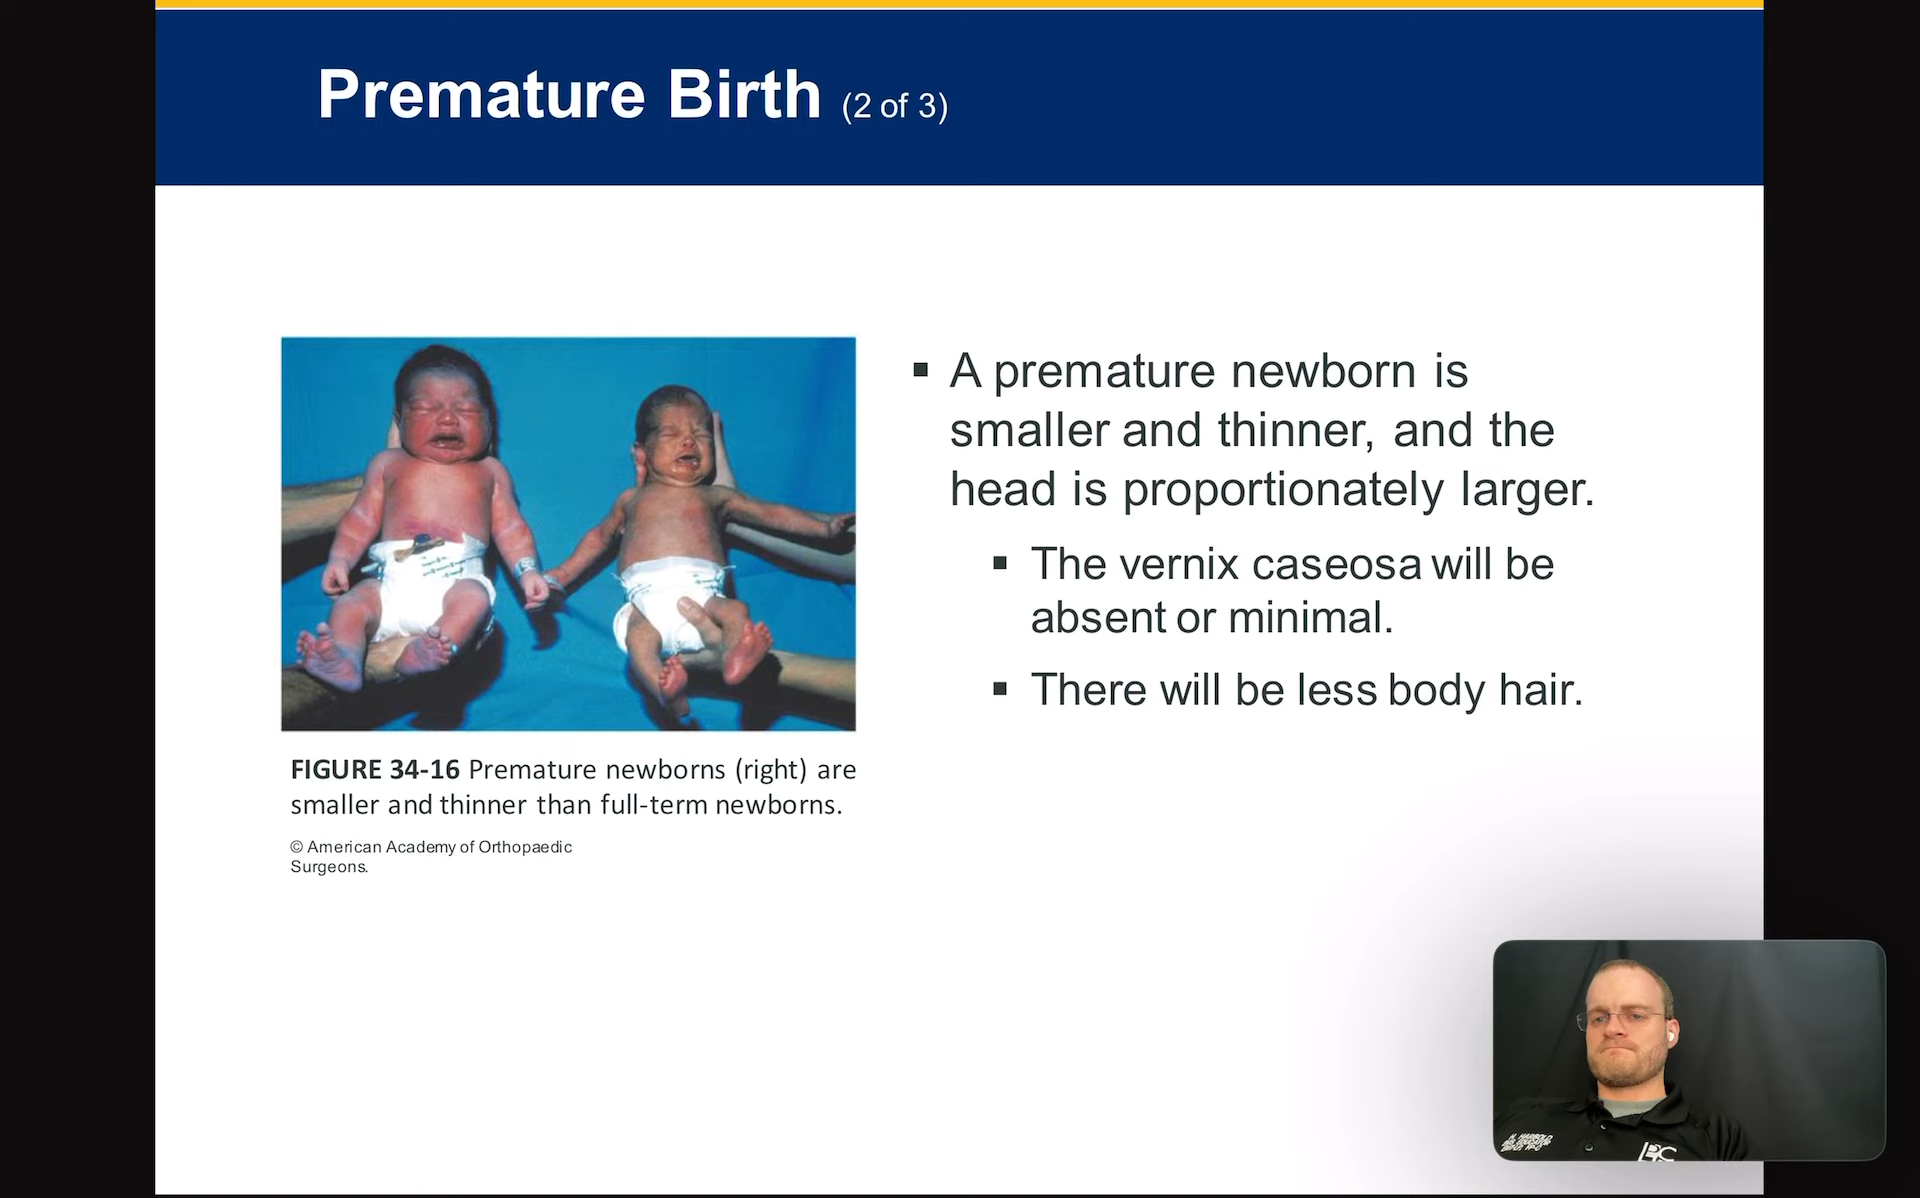 Premature Birth (2 of 3)
▪ A premature newborn is
smaller and thinner, and the
head is proportionately larger.
▪ The vernix caseosa will be
absent or minimal.
▪ There will be less body hair.
FIGURE 34-16 Premature newborns (right) are
smaller and thinner than full-term newborns.
© American Academy of Orthopaedic
Surgeons.